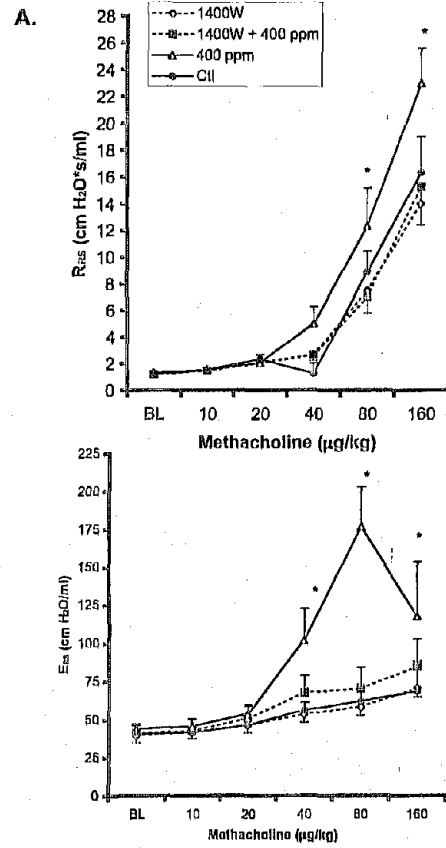 A.
1400W
1400W + 400 ppm
400 ppm
Ctl
28
26
24
22
20
18
16
14
12
10
8
6
4
2
0
R_RS (cm H₂O*s/ml)
*
*
BL 10 20 40 80 160
Methacholine (µg/kg)
225
200
175
150
125
100
75
50
25
0
E_RS (cm H₂O/ml)
*
*
*
BL 10 20 40 80 160
Methacholine (µg/kg)